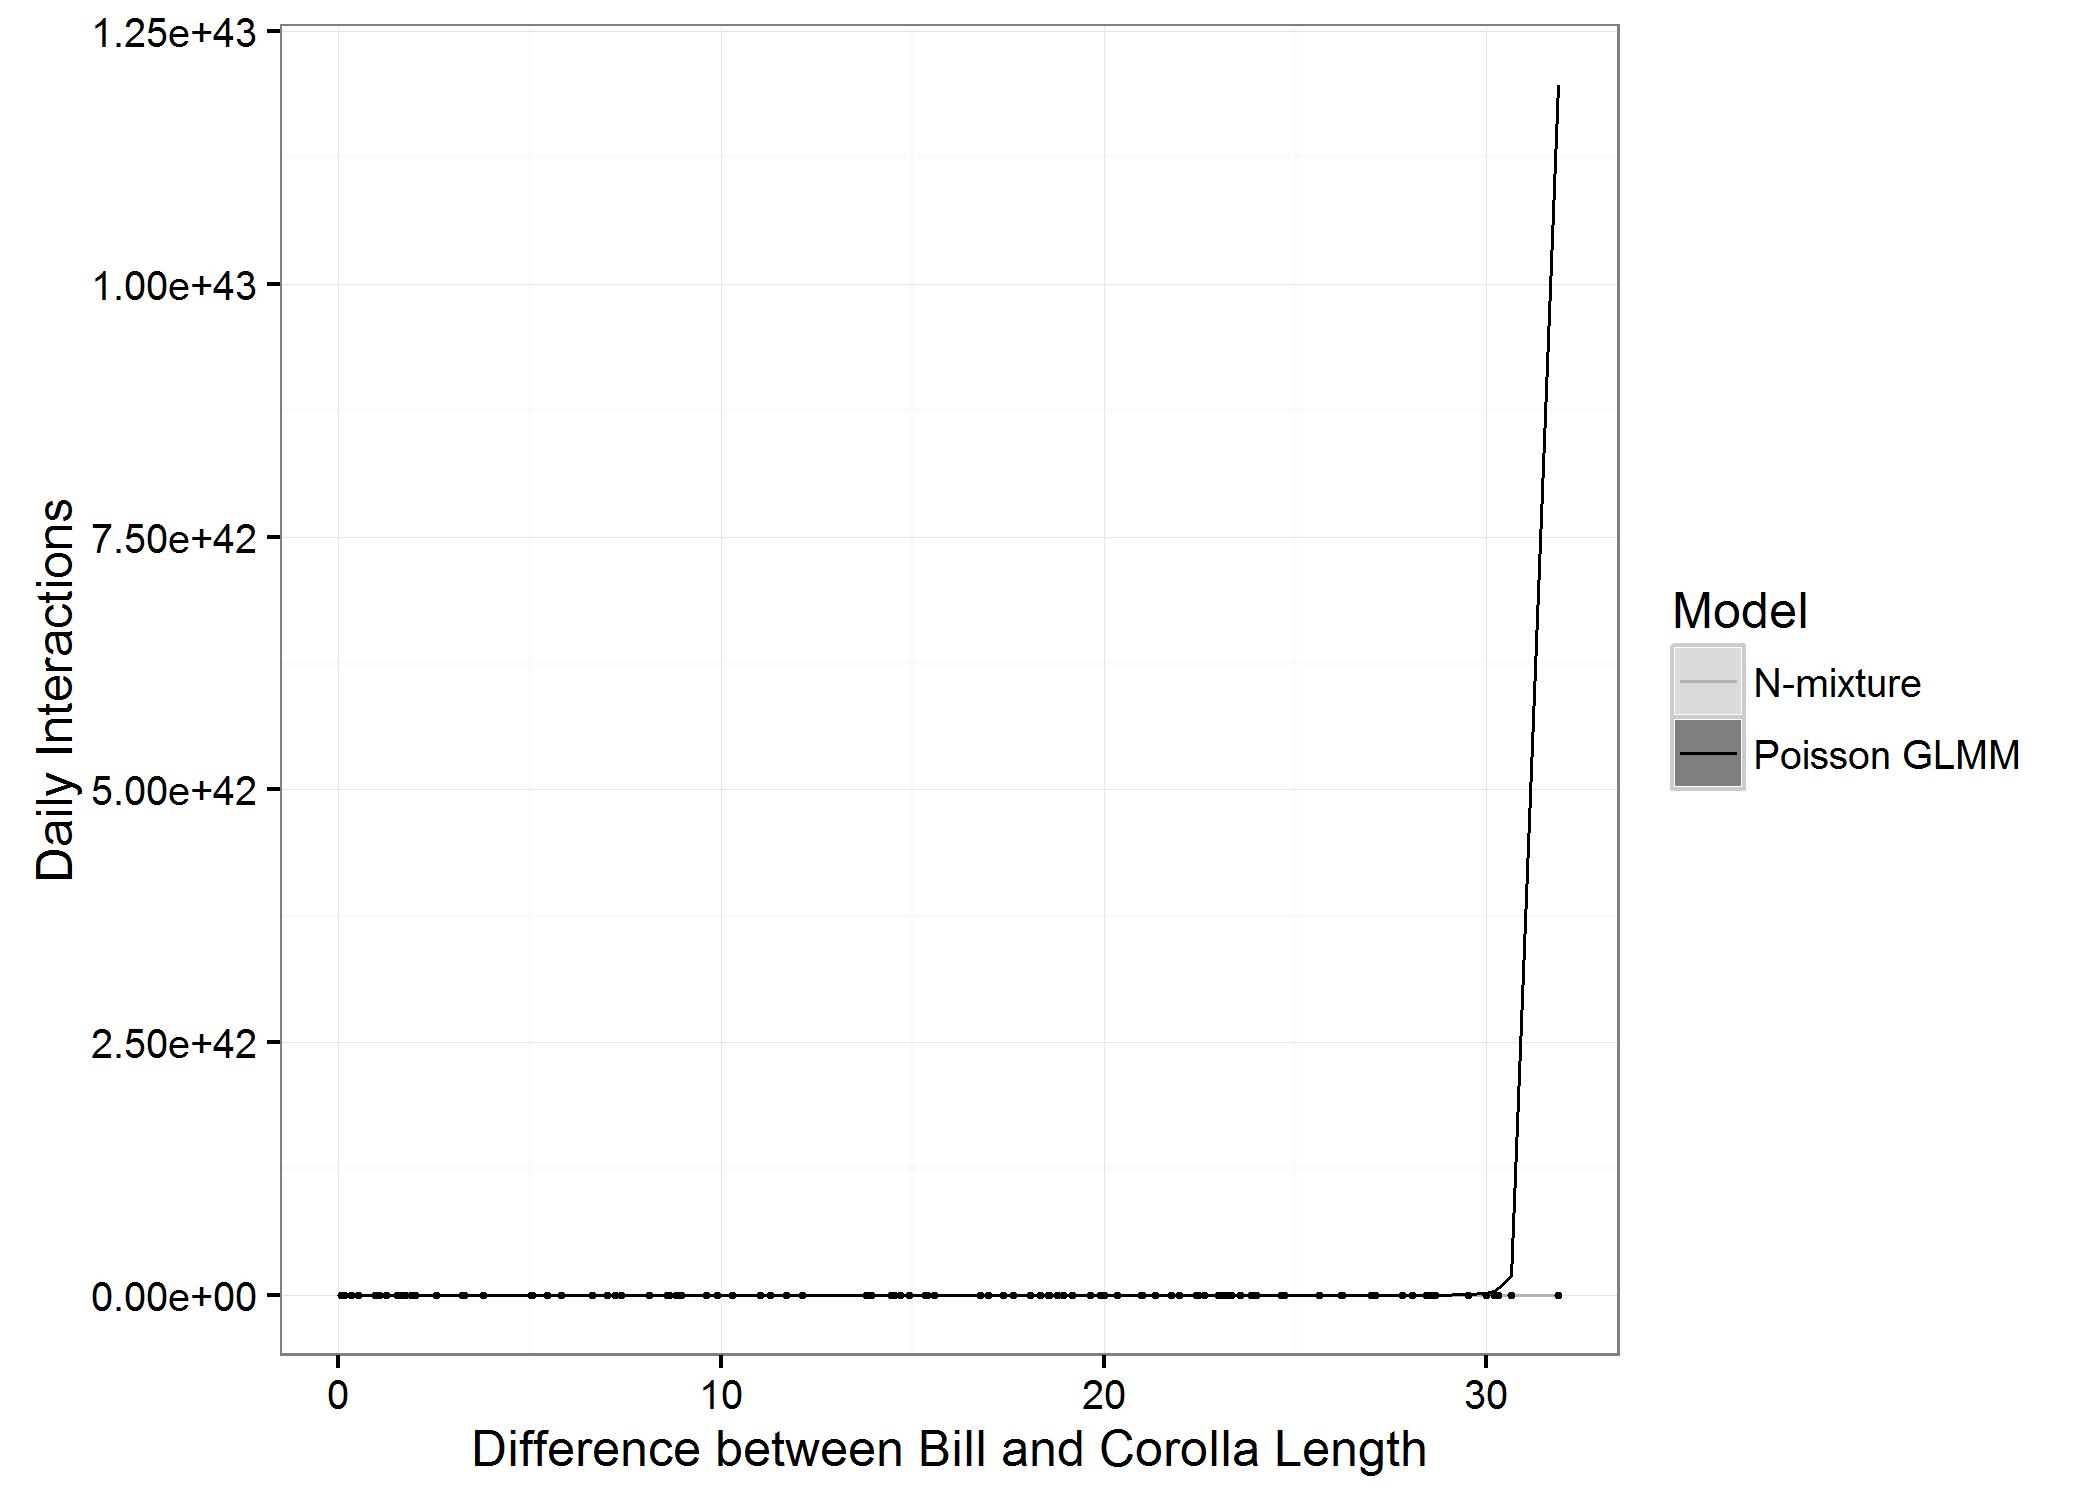 1.25e+43
1.00e+43
7.50e+42
5.00e+42
2.50e+42
0.00e+00
Daily Interactions
0 10 20 30
Difference between Bill and Corolla Length
Model
N-mixture
Poisson GLMM